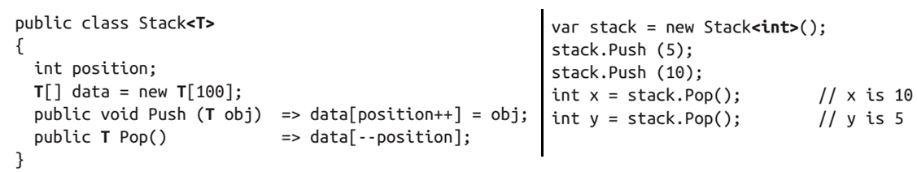 public class Stack<T>
{
  int position;
  T[] data = new T[100];
  public void Push (T obj)  => data[position++] = obj;
  public T Pop()            => data[--position];
}
var stack = new Stack<int>();
stack.Push (5);
stack.Push (10);
int x = stack.Pop();        // x is 10
int y = stack.Pop();        // y is 5